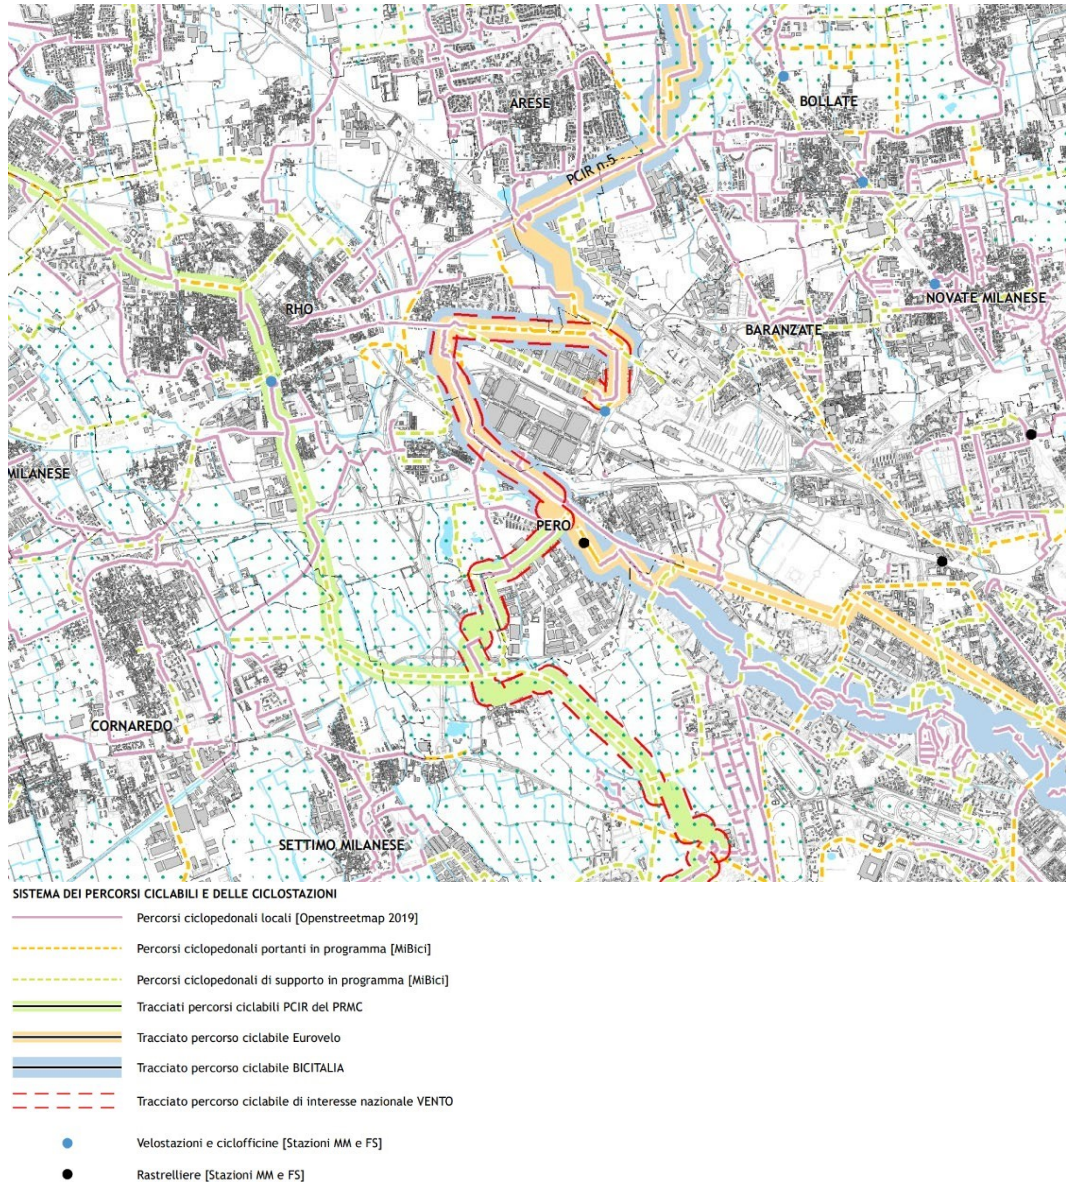 ARESE
BOLLATE
PCIR n.5
RHO
NOVATE MILANESE
BARANZATE
MILANESE
PERO
CORNAREDO
SETTIMO MILANESE
SISTEMA DEI PERCORSI CICLABILI E DELLE CICLOSTAZIONI
Percorsi ciclopedonali locali [Openstreetmap 2019]
Percorsi ciclopedonali portanti in programma [MiBici]
Percorsi ciclopedonali di supporto in programma [MiBici]
Tracciati percorsi ciclabili PCIR del PRMC
Tracciato percorso ciclabile Eurovelo
Tracciato percorso ciclabile BICITALIA
Tracciato percorso ciclabile di interesse nazionale VENTO
Velostazioni e ciclofficine [Stazioni MM e FS]
Rastrelliere [Stazioni MM e FS]